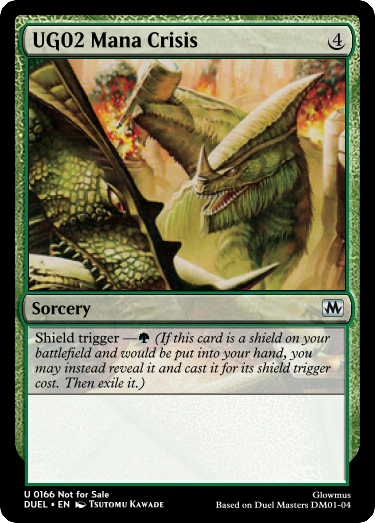 UG02 Mana Crisis 4
Sorcery
Shield trigger — (If this card is a shield on your
battlefield and would be put into your hand, you
may instead reveal it and cast it for its shield trigger
cost. Then exile it.)
U 0166 Not for Sale
DUEL • EN Tsutomu Kawade
Glowmus
Based on Duel Masters DM01-04